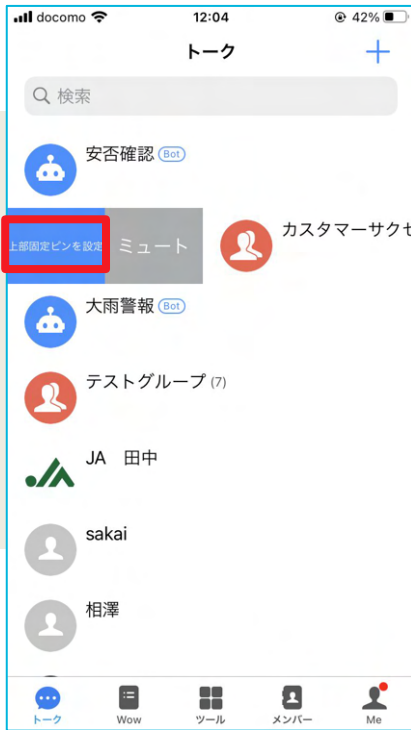 docomo 12:04 42%
トーク
検索
安否確認 Bot
上部固定ピンを設定 ミュート カスタマーサクセ
大雨警報 Bot
テストグループ (7)
JA 田中
sakai
相澤
トーク Wow ツール メンバー Me